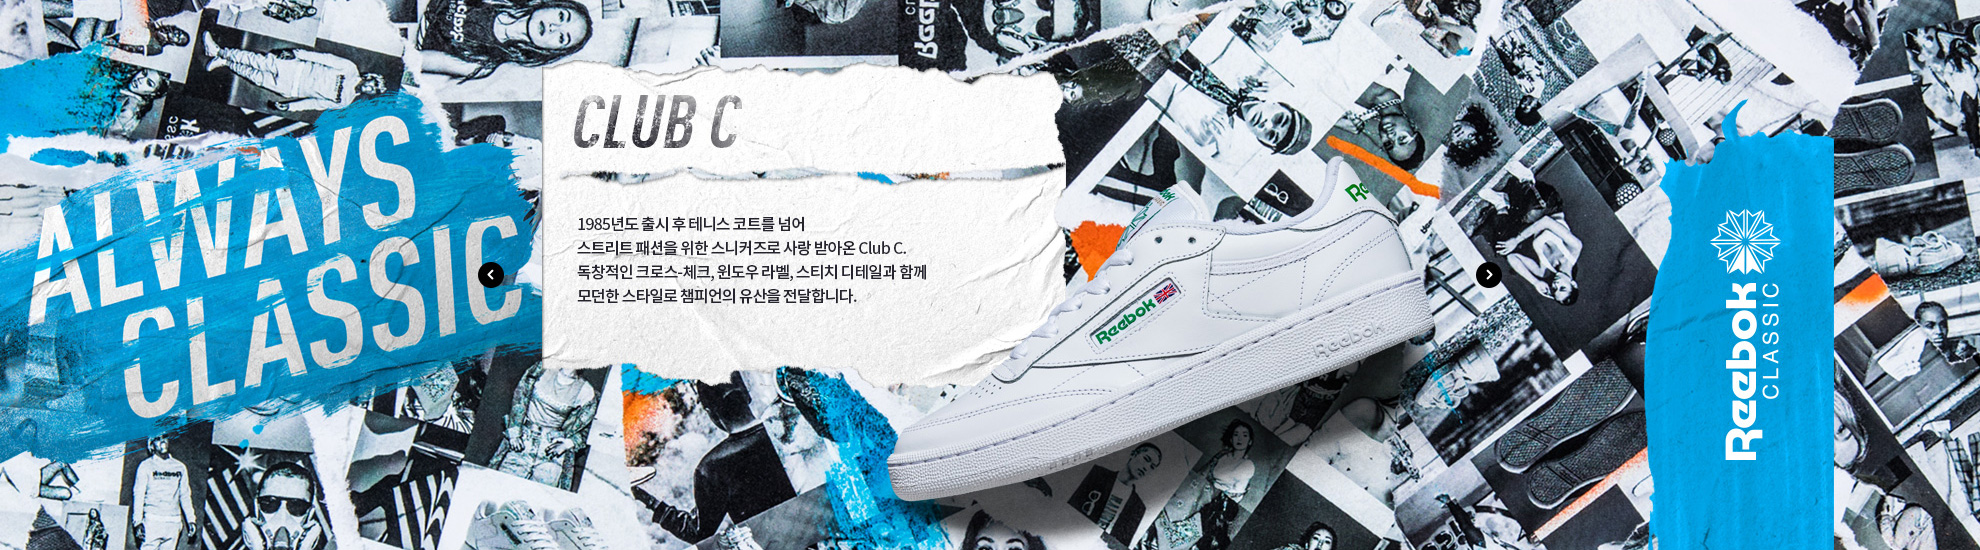 ALWAYS
CLASSIC
CLUB C
1985년도 출시 후 테니스 코트를 넘어
스트리트 패션을 위한 스니커즈로 사랑 받아온 Club C.
독창적인 크로스-체크, 윈도우 라벨, 스티치 디테일과 함께
모던한 스타일로 챔피언의 유산을 전달합니다.
Reebok
Reebok
Reebok
CLASSIC